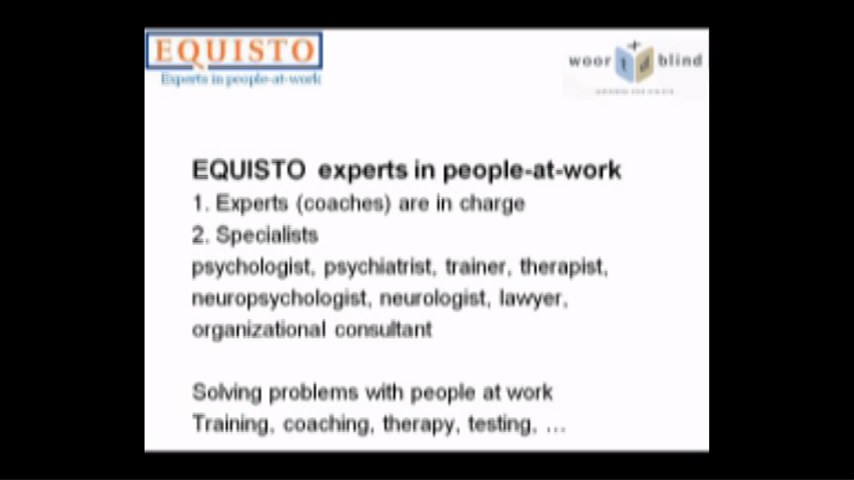 EQUISTO
Experts in people-at-work
woor td blind
EQUISTO experts in people-at-work
1. Experts (coaches) are in charge
2. Specialists
psychologist, psychiatrist, trainer, therapist,
neuropsychologist, neurologist, lawyer,
organizational consultant
Solving problems with people at work
Training, coaching, therapy, testing, ...